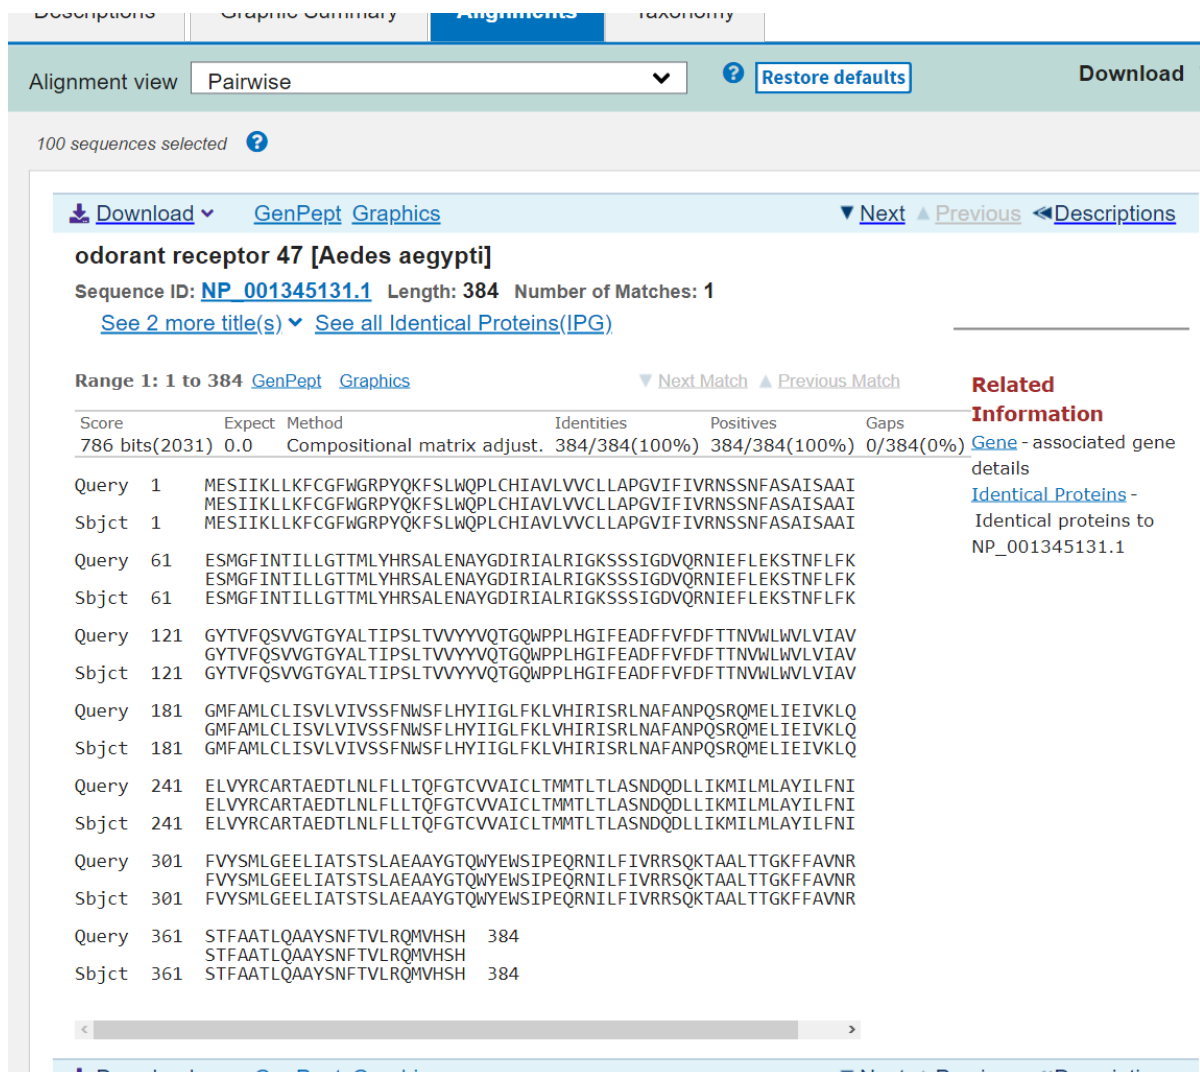 Descriptions Graphic Summary Alignments Taxonomy
Alignment view Pairwise Restore defaults Download
100 sequences selected
Download GenPept Graphics Next Previous Descriptions
odorant receptor 47 [Aedes aegypti]
Sequence ID: NP_001345131.1 Length: 384 Number of Matches: 1
See 2 more title(s) See all Identical Proteins(IPG)
Range 1: 1 to 384 GenPept Graphics Next Match Previous Match
Score Expect Method Identities Positives Gaps
786 bits(2031) 0.0 Compositional matrix adjust. 384/384(100%) 384/384(100%) 0/384(0%)
Query 1 MESIIKLLKFCGFWGRPYQKFSLWQPLCHIAVLVVCLLAPGVIFIVRNSSNFASAISAAI
MESIIKLLKFCGFWGRPYQKFSLWQPLCHIAVLVVCLLAPGVIFIVRNSSNFASAISAAI
Sbjct 1 MESIIKLLKFCGFWGRPYQKFSLWQPLCHIAVLVVCLLAPGVIFIVRNSSNFASAISAAI
Query 61 ESMGFINTILLGTTMLYHRSALENAYGDIRIALRIGKSSSIGDVQRNIEFLEKSTNFLFK
ESMGFINTILLGTTMLYHRSALENAYGDIRIALRIGKSSSIGDVQRNIEFLEKSTNFLFK
Sbjct 61 ESMGFINTILLGTTMLYHRSALENAYGDIRIALRIGKSSSIGDVQRNIEFLEKSTNFLFK
Query 121 GYTVFQSVVGTGYALTIPSLTVVYYVQTGQWPPLHGIFEADFFVFDFTTNVWLWVLVIAV
GYTVFQSVVGTGYALTIPSLTVVYYVQTGQWPPLHGIFEADFFVFDFTTNVWLWVLVIAV
Sbjct 121 GYTVFQSVVGTGYALTIPSLTVVYYVQTGQWPPLHGIFEADFFVFDFTTNVWLWVLVIAV
Query 181 GMFAMLCLISVLVIVSSFNWSFLHYIIGLFKLVHIRISRLNAFANPQSRQMELIEIVKLQ
GMFAMLCLISVLVIVSSFNWSFLHYIIGLFKLVHIRISRLNAFANPQSRQMELIEIVKLQ
Sbjct 181 GMFAMLCLISVLVIVSSFNWSFLHYIIGLFKLVHIRISRLNAFANPQSRQMELIEIVKLQ
Query 241 ELVYRCARTAEDTLNLFLLTQFGTCVVAICLTMMTLTLASNDQDLLIKMILMLAYILFNI
ELVYRCARTAEDTLNLFLLTQFGTCVVAICLTMMTLTLASNDQDLLIKMILMLAYILFNI
Sbjct 241 ELVYRCARTAEDTLNLFLLTQFGTCVVAICLTMMTLTLASNDQDLLIKMILMLAYILFNI
Query 301 FVYSMLGEELIATSTSLAEAAYGTQWYEWSIPEQRNILFIVRRSQKTAALTTGKFFAVNR
FVYSMLGEELIATSTSLAEAAYGTQWYEWSIPEQRNILFIVRRSQKTAALTTGKFFAVNR
Sbjct 301 FVYSMLGEELIATSTSLAEAAYGTQWYEWSIPEQRNILFIVRRSQKTAALTTGKFFAVNR
Query 361 STFAATLQAAYSNFTVLRQMVHSH 384
STFAATLQAAYSNFTVLRQMVHSH
Sbjct 361 STFAATLQAAYSNFTVLRQMVHSH 384
Related
Information
Gene - associated gene
details
Identical Proteins -
Identical proteins to
NP_001345131.1